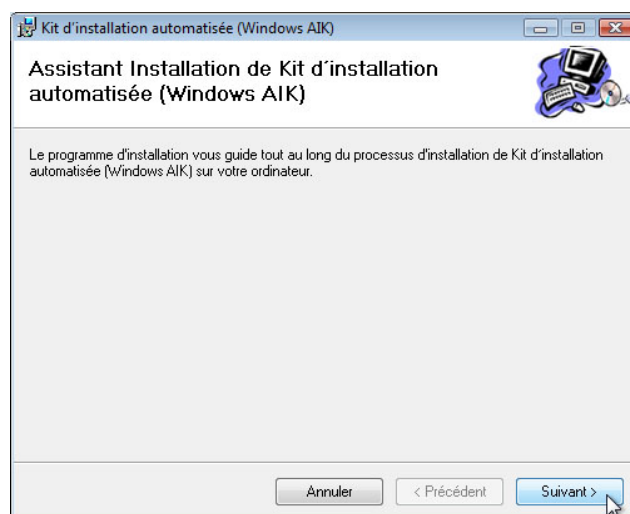 Kit d'installation automatisée (Windows AIK)
Assistant Installation de Kit d´installation
automatisée (Windows AIK)
Le programme d'installation vous guide tout au long du processus d'installation de Kit d´installation
automatisée (Windows AIK) sur votre ordinateur.
Annuler
< Précédent
Suivant >